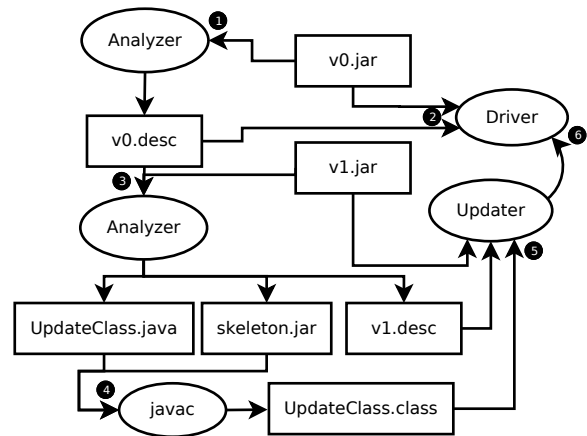 1
Analyzer
v0.jar
2
Driver
v0.desc
6
3
v1.jar
Analyzer
Updater
5
UpdateClass.java
skeleton.jar
v1.desc
4
javac
UpdateClass.class